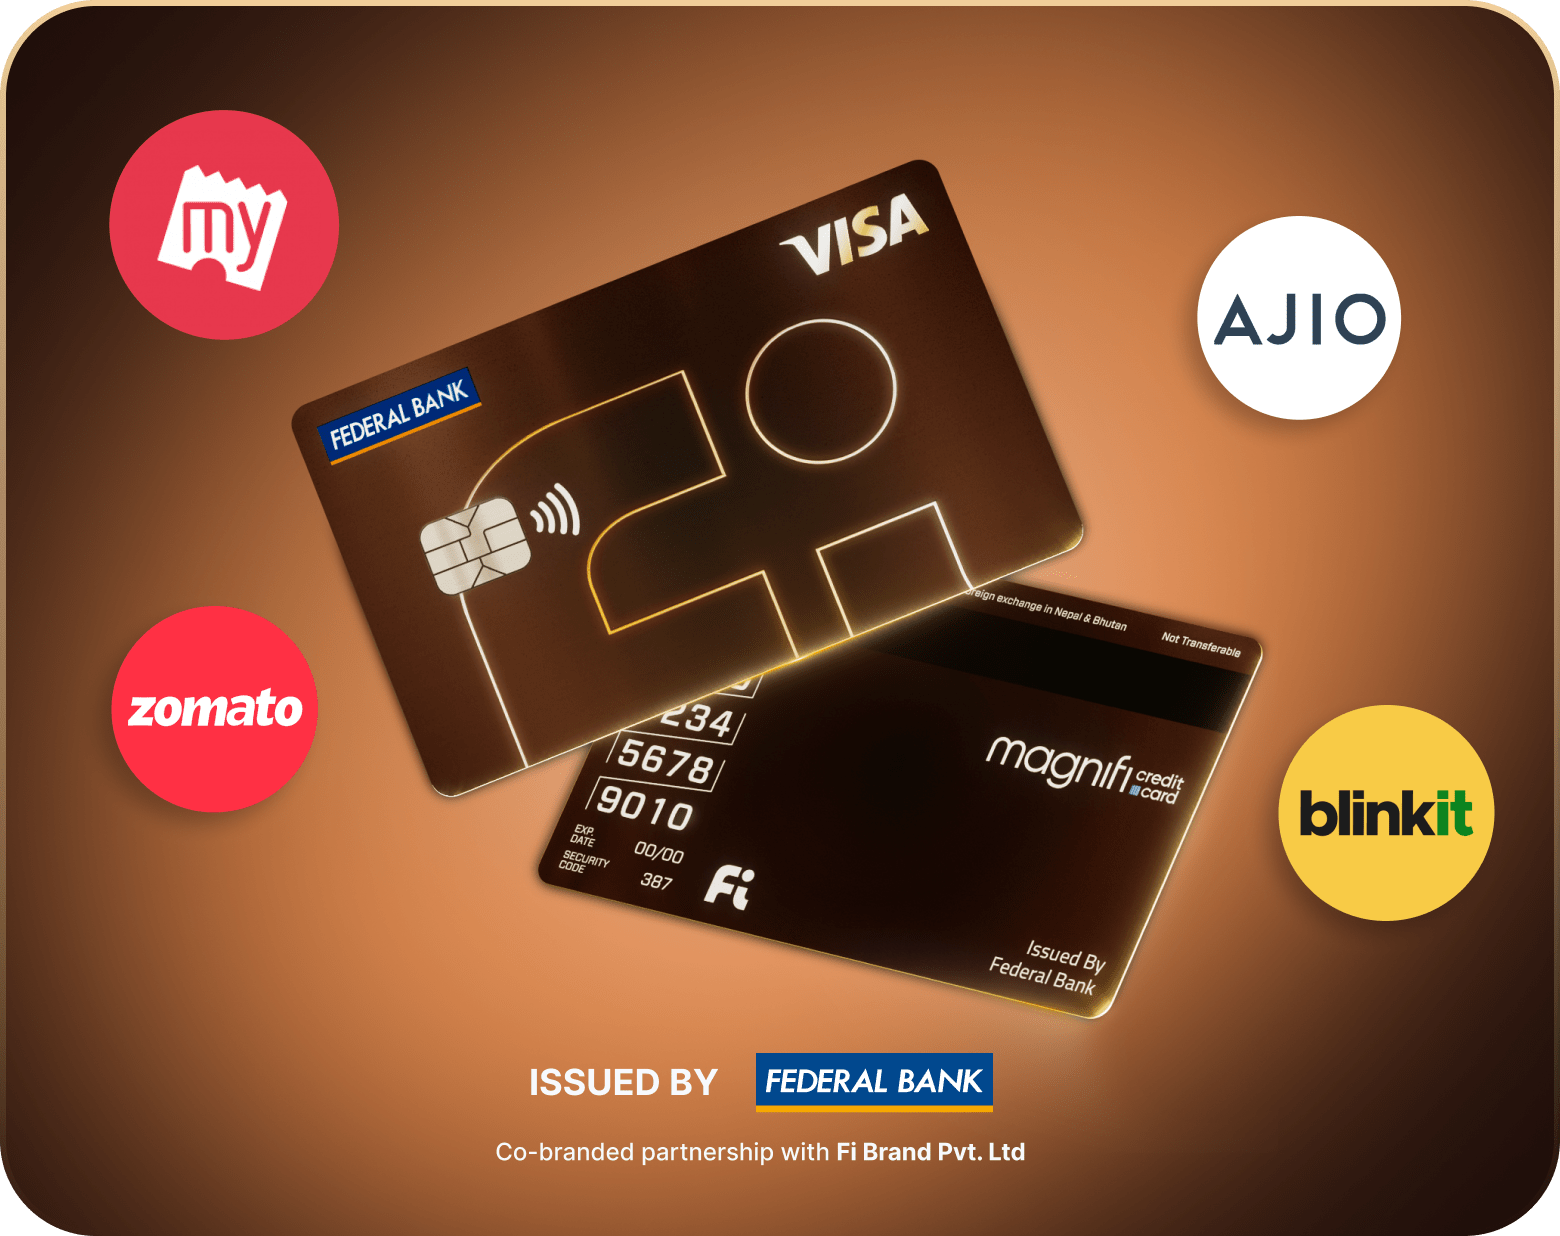 my
VISA
AJIO
FEDERAL BANK
exchange in Nepal & Bhutan
Not Transferable
zomato
234
5678
9010
magnifi
credit
card
blinkit
EXP.
DATE
00/00
SECURITY
CODE
387
Fi
Issued By
Federal Bank
ISSUED BY FEDERAL BANK
Co-branded partnership with Fi Brand Pvt. Ltd